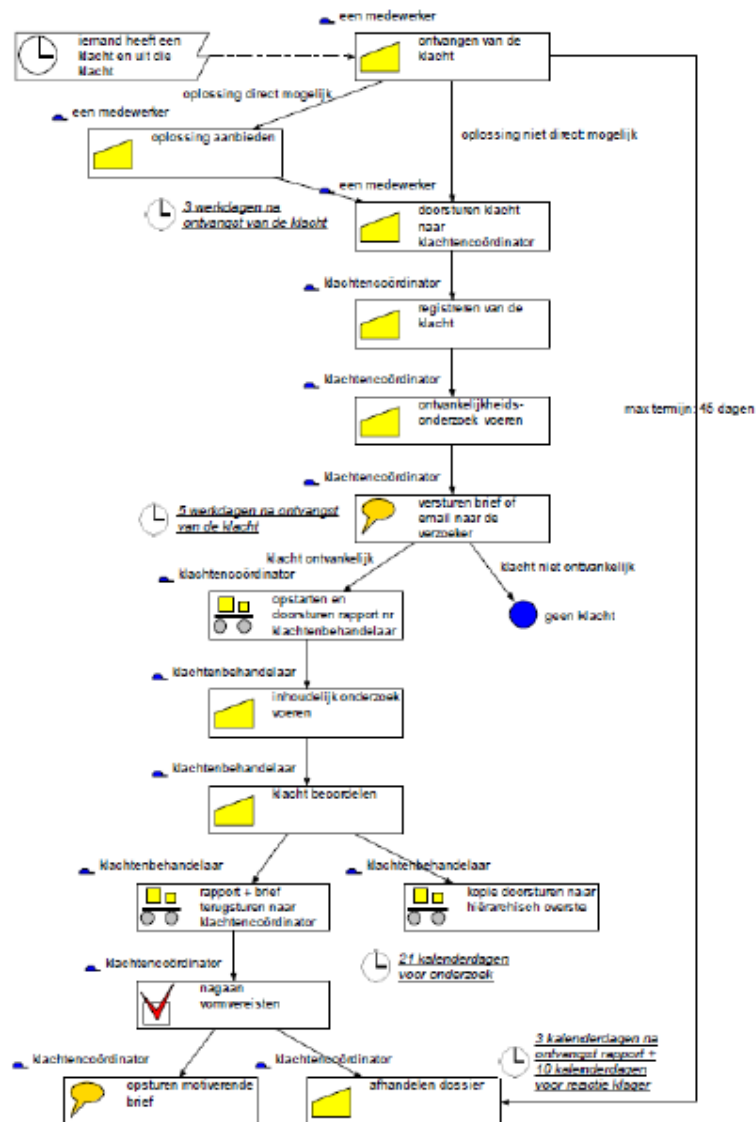 een medewerker
iemand heeft een
klacht en uit die
klacht
ontvangen van de
klacht
oplossing direct mogelijk
een medewerker
oplossing aanbieden
oplossing niet direct mogelijk
een medewerker
3 werkdagen na
ontvangst van de klacht
doorsturen klacht
naar
klachtencoördinator
klachtencoördinator
registreren van de
klacht
klachtencoördinator
ontvankelijkheids-
onderzoek voeren
max termijn: 45 dagen
klachtencoördinator
5 werkdagen na ontvangst
van de klacht
versturen brief of
email naar de
verzoeker
klacht ontvankelijk
klacht niet ontvankelijk
klachtencoördinator
opstarten en
doorsturen rapport nr
klachtenbehandelaar
geen klacht
klachtenbehandelaar
inhoudelijk onderzoek
voeren
klachtenbehandelaar
klacht beoordelen
klachtenbehandelaar
klachtenbehandelaar
rapport + brief
terugsturen naar
klachtencoördinator
kopie doorsturen naar
hiërarchisch overste
21 kalenderdagen
voor onderzoek
klachtencoördinator
nagaan
vormvereisten
3 kalenderdagen na
ontvangst rapport +
10 kalenderdagen
voor reactie klager
klachtencoördinator
klachtencoördinator
opsturen motiverende
brief
afhandelen dossier